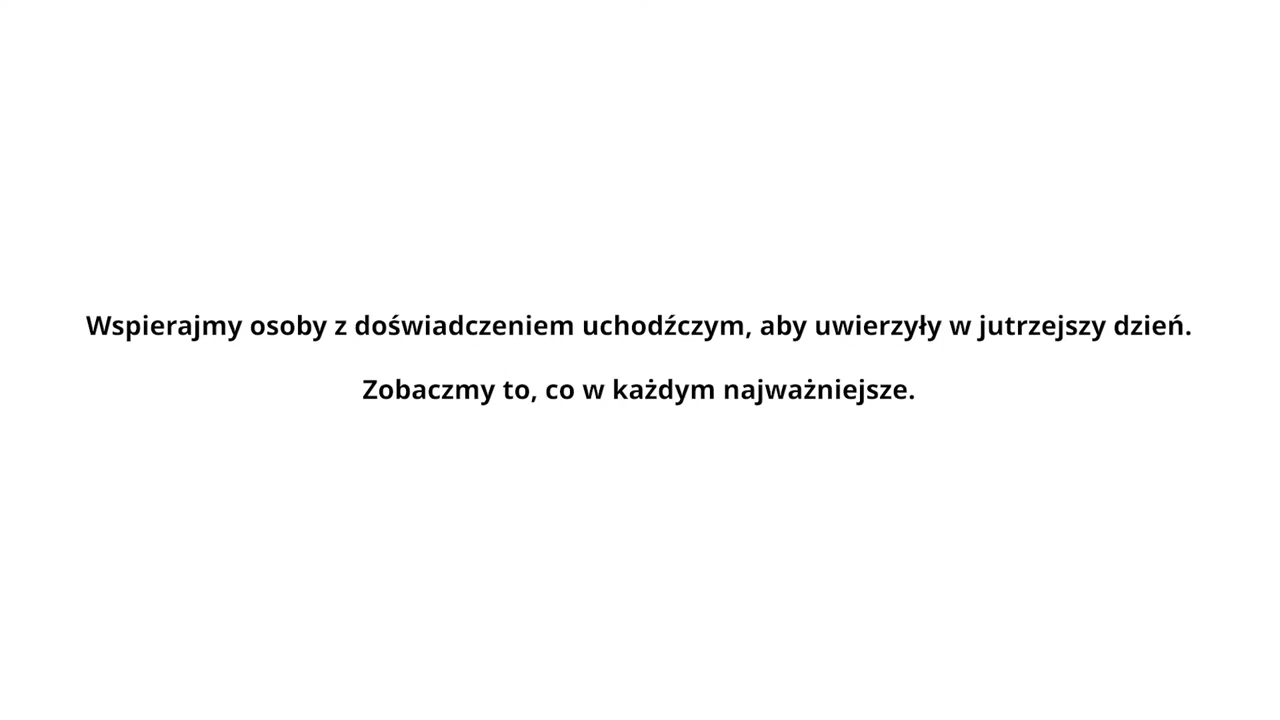 Wspierajmy osoby z doświadczeniem uchodźczym, aby uwierzyły w jutrzejszy dzień.
Zobaczmy to, co w każdym najważniejsze.